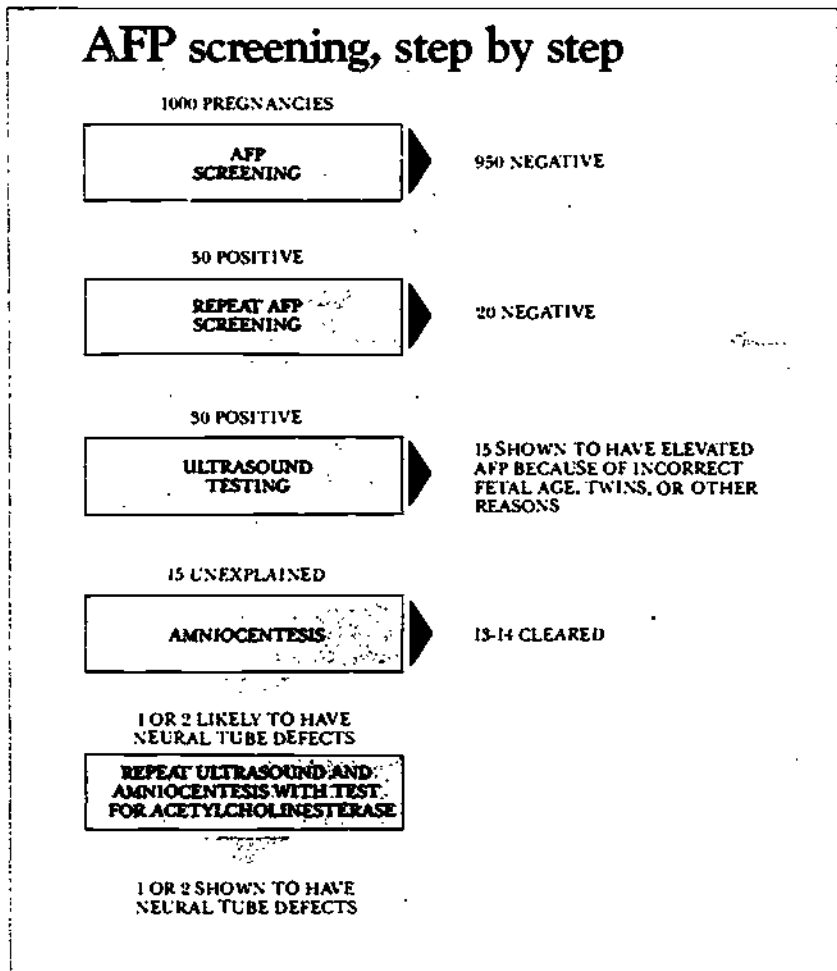 AFP screening, step by step
1000 PREGNANCIES
AFP
SCREENING
950 NEGATIVE
50 POSITIVE
REPEAT AFP
SCREENING
20 NEGATIVE
30 POSITIVE
ULTRASOUND
TESTING
15 SHOWN TO HAVE ELEVATED
AFP BECAUSE OF INCORRECT
FETAL AGE, TWINS, OR OTHER
REASONS
15 UNEXPLAINED
AMNIOCENTESIS
13-14 CLEARED
1 OR 2 LIKELY TO HAVE
NEURAL TUBE DEFECTS
REPEAT ULTRASOUND AND
AMNIOCENTESIS WITH TEST
FOR ACETYLCHOLINESTERASE
1 OR 2 SHOWN TO HAVE
NEURAL TUBE DEFECTS